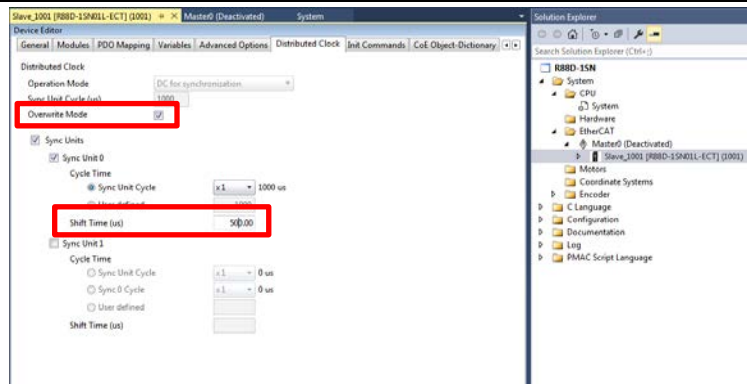 Slave_1001 [R88D-1SN01L-ECT] (1001) Master0 (Deactivated) System
Device Editor
General Modules PDO Mapping Variables Advanced Options Distributed Clock Init Commands CoE Object-Dictionary
Distributed Clock
Operation Mode DC for synchronization
Sync Unit Cycle (us) 1000
Overwrite Mode
Sync Units
Sync Unit 0
Cycle Time
Sync Unit Cycle x1 1000 us
User defined 1000
Shift Time (us) 500.00
Sync Unit 1
Cycle Time
Sync Unit Cycle x1 0 us
Sync 0 Cycle x1 0 us
User defined
Shift Time (us)
Solution Explorer
Search Solution Explorer (Ctrl+;)
R88D-1SN
System
CPU
System
Hardware
EtherCAT
Master0 (Deactivated)
Slave_1001 [R88D-1SN01L-ECT] (1001)
Motors
Coordinate Systems
Encoder
C Language
Configuration
Documentation
Log
PMAC Script Language